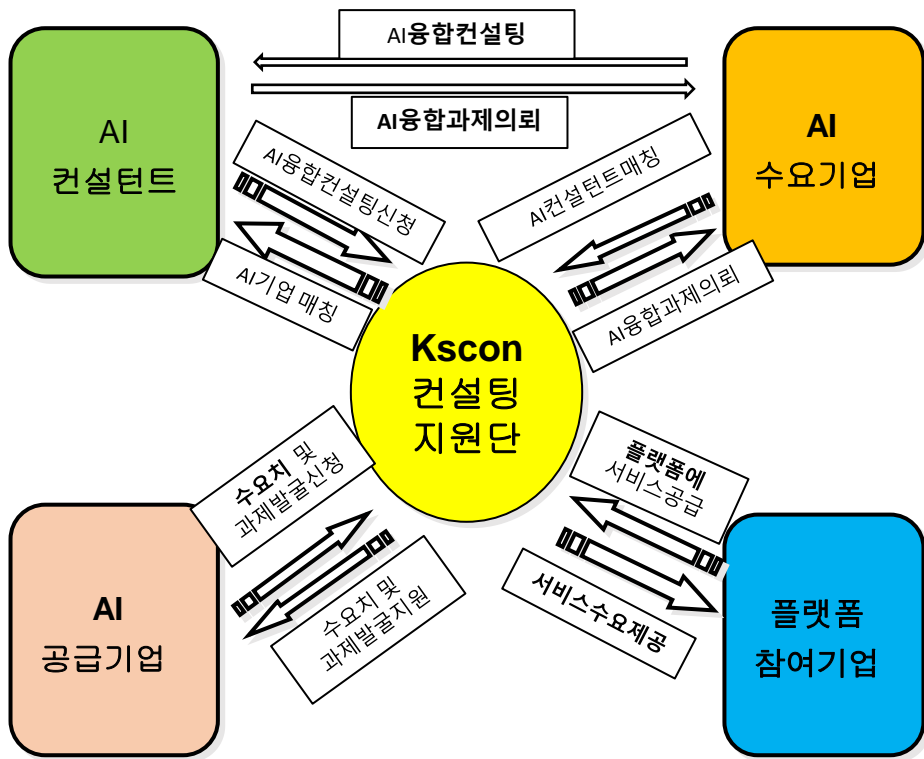 AI융합컨설팅
AI융합과제의뢰
AI
컨설턴트
AI
수요기업
AI융합컨설팅신청
AI기업 매칭
AI컨설턴트매칭
AI융합과제의뢰
Kscon
컨설팅
지원단
수요치 및
과제발굴신청
수요치 및
과제발굴지원
플랫폼에
서비스공급
서비스수요제공
AI
공급기업
플랫폼
참여기업